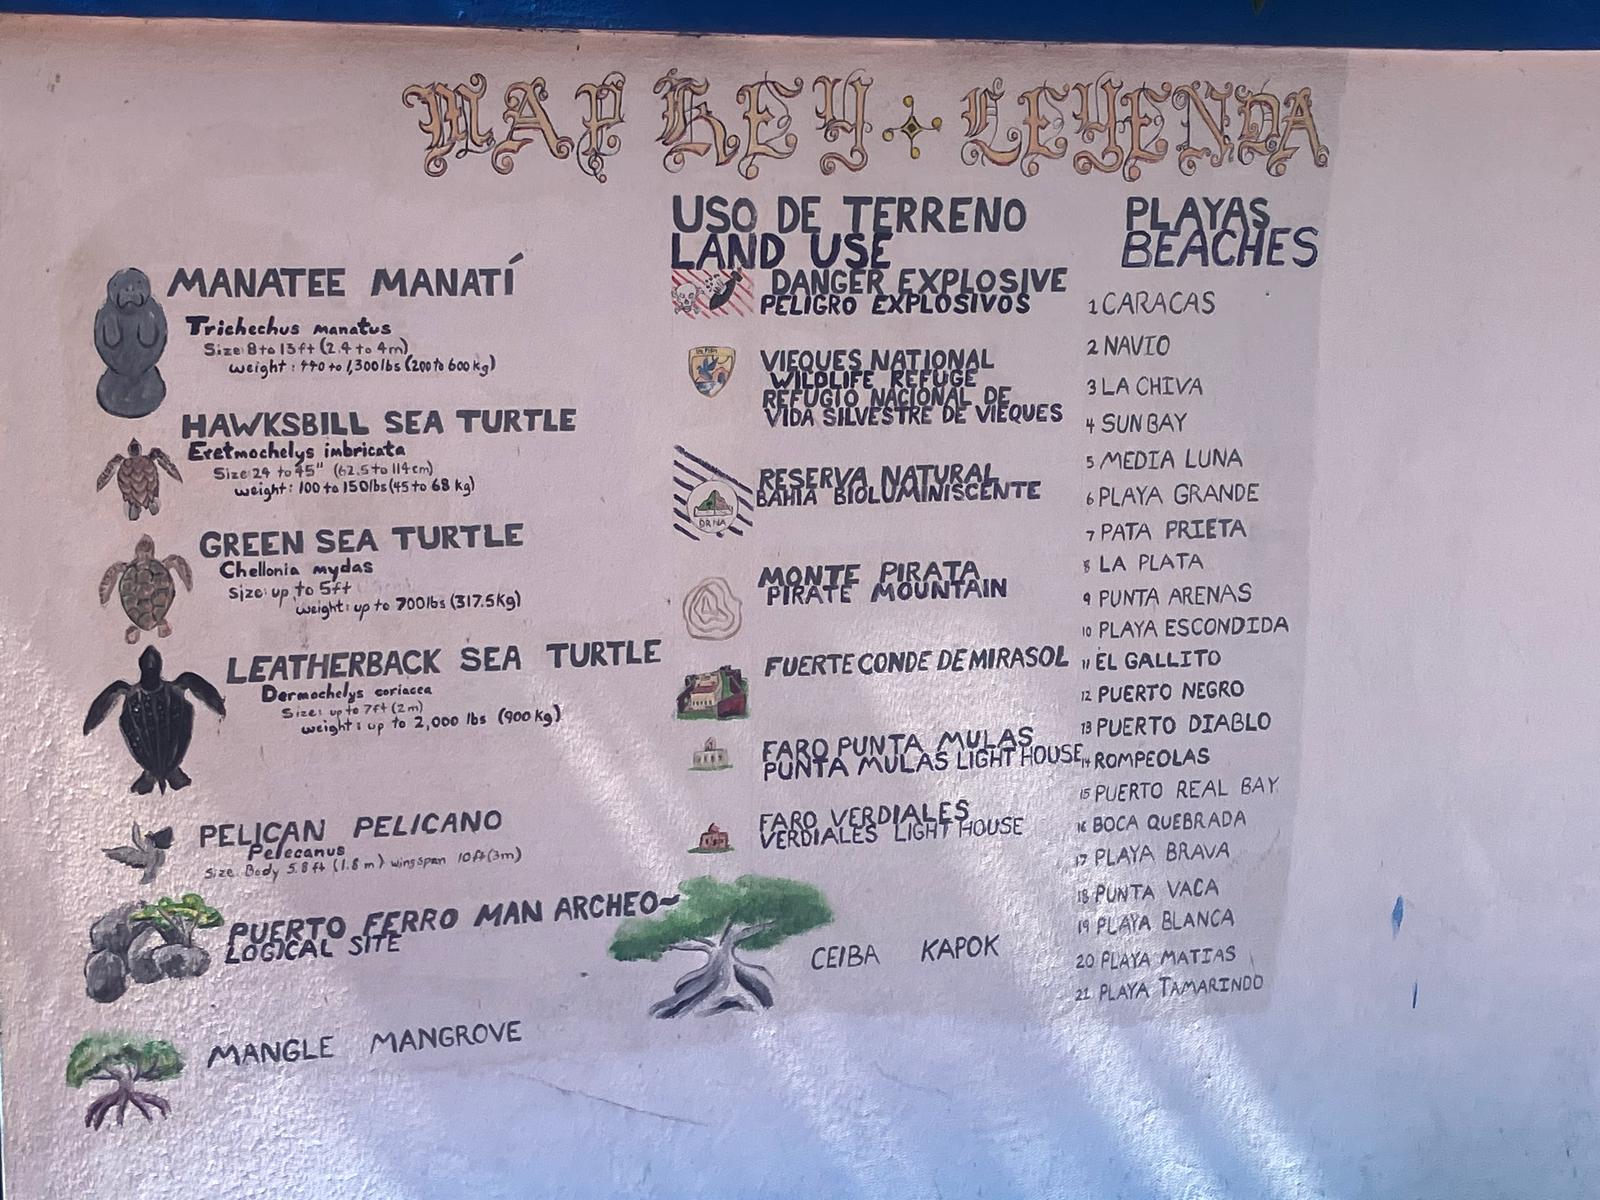 MAP KEY LEYENDA
MANATEE MANATÍ
Trichechus manatus
Size: 8 to 13 ft (2.4 to 4m)
weight: 440 to 1,300 lbs (200 to 600 kg)
HAWKSBILL SEA TURTLE
Eretmochelys imbricata
Size: 24 to 45" (62.5 to 114 cm)
weight: 100 to 150 lbs (45 to 68 kg)
GREEN SEA TURTLE
Chellonia mydas
Size: up to 5ft
weight: up to 700lbs (317.5kg)
LEATHERBACK SEA TURTLE
Dermochelys coriacea
Size: up to 7ft (2m)
weight: up to 2,000 lbs (900 kg)
PELICAN PELICANO
Pelecanus
Size: Body 5.8 ft (1.8 m) wingspan 10ft (3m)
PUERTO FERRO MAN ARCHEO~
LOGICAL SITE
MANGLE MANGROVE
USO DE TERRENO
LAND USE
DANGER EXPLOSIVE
PELIGRO EXPLOSIVOS
VIEQUES NATIONAL
WILDLIFE REFUGE
REFUGIO NACIONAL DE
VIDA SILVESTRE DE VIEQUES
RESERVA NATURAL
BAHIA BIOLUMINISCENTE
DRNA
MONTE PIRATA
PIRATE MOUNTAIN
FUERTE CONDE DE MIRASOL
FARO PUNTA MULAS
PUNTA MULAS LIGHT HOUSE
FARO VERDIALES
VERDIALES LIGHT HOUSE
CEIBA KAPOK
PLAYAS
BEACHES
1 CARACAS
2 NAVIO
3 LA CHIVA
4 SUN BAY
5 MEDIA LUNA
6 PLAYA GRANDE
7 PATA PRIETA
8 LA PLATA
9 PUNTA ARENAS
10 PLAYA ESCONDIDA
11 EL GALLITO
12 PUERTO NEGRO
13 PUERTO DIABLO
14 ROMPEOLAS
15 PUERTO REAL BAY
16 BOCA QUEBRADA
17 PLAYA BRAVA
18 PUNTA VACA
19 PLAYA BLANCA
20 PLAYA MATIAS
21 PLAYA TAMARINDO